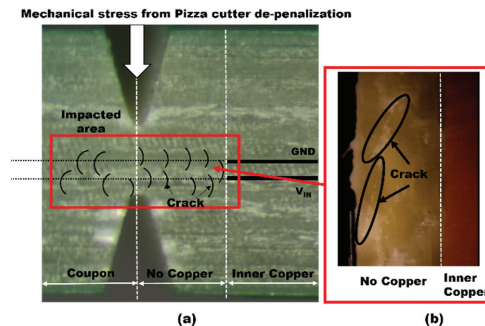 Mechanical stress from Pizza cutter de-penalization
Impacted
area
GND
V_IN
Crack
Coupon
No Copper
Inner Copper
(a)
Crack
No Copper
Inner
Copper
(b)